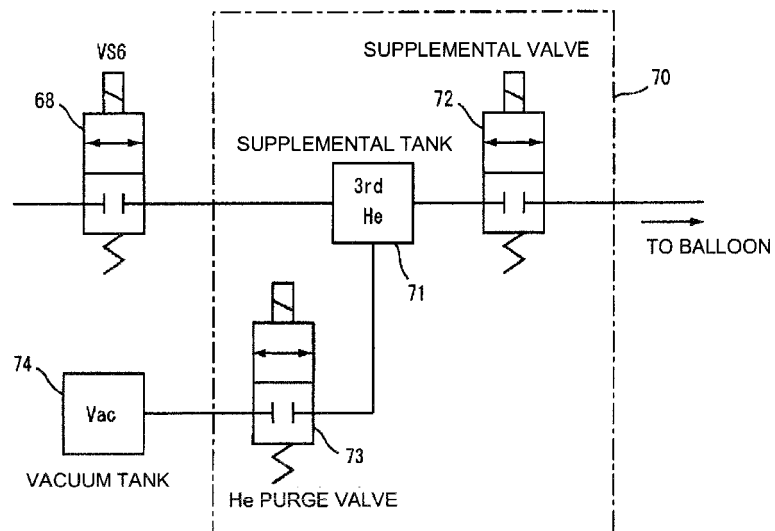 VS6
SUPPLEMENTAL VALVE
70
68
72
SUPPLEMENTAL TANK
3rd
He
TO BALLOON
71
74
Vac
73
VACUUM TANK
He PURGE VALVE